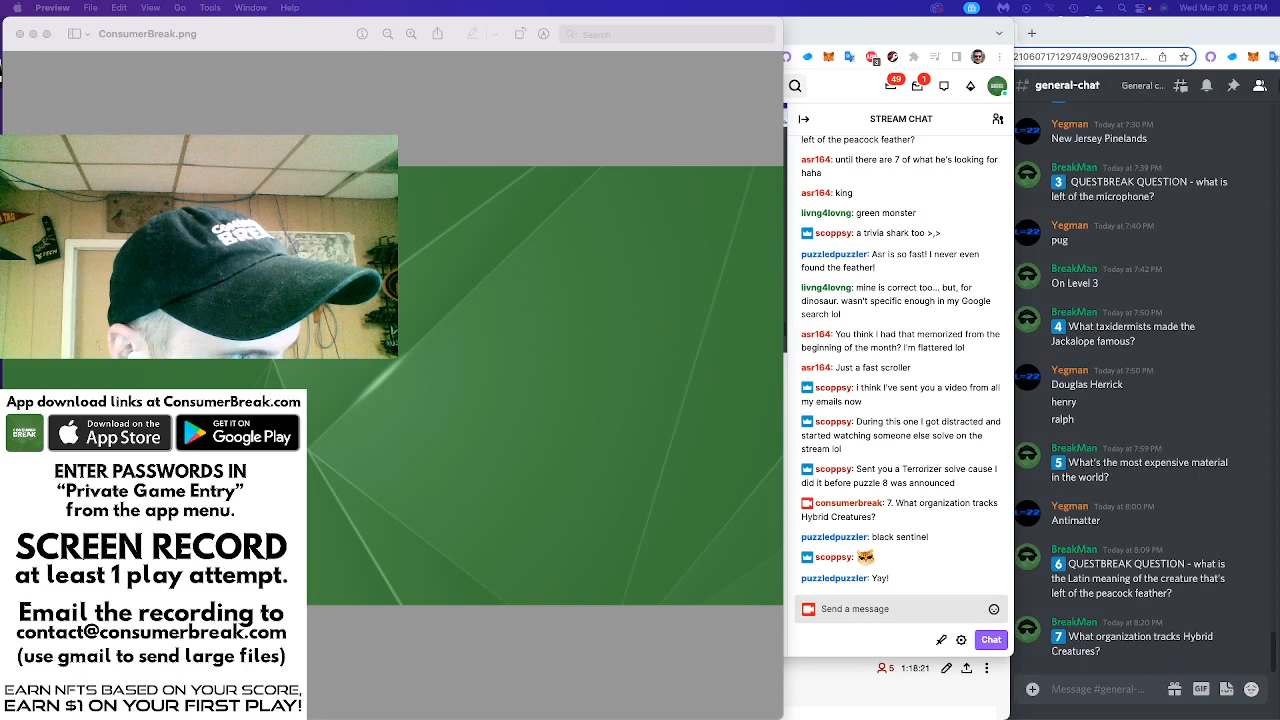 Preview File Edit View Go Tools Window Help
Wed Mar 30 8:24 PM
ConsumerBreak.png
Search
App download links at ConsumerBreak.com
CONSUMER
BREAK
Download on the
App Store
GET IT ON
Google Play
ENTER PASSWORDS IN
“Private Game Entry”
from the app menu.
SCREEN RECORD
at least 1 play attempt.
Email the recording to
contact@consumerbreak.com
(use gmail to send large files)
EARN NFTS BASED ON YOUR SCORE,
EARN $1 ON YOUR FIRST PLAY!
3
49
1
STREAM CHAT
left of the peacock feather?
asr164: until there are 7 of what he's looking for
haha
asr164: king
livng4lovng: green monster
scoppsy: a trivia shark too >,>
puzzledpuzzler: Asr is so fast! I never even
found the feather!
livng4lovng: mine is correct too... but, for
dinosaur. wasn't specific enough in my Google
search lol
asr164: You think i had that memorized from the
beginning of the month? I'm flattered lol
asr164: Just a fast scroller
scoppsy: i think I've sent you a video from all
my emails now
scoppsy: During this one I got distracted and
started watching someone else solve on the
stream lol
scoppsy: Sent you a Terrorizer solve cause I
did it before puzzle 8 was announced
consumerbreak: 7. What organization tracks
Hybrid Creatures?
puzzledpuzzler: black sentinel
scoppsy:
puzzledpuzzler: Yay!
Send a message
Chat
5 1:18:21
21060717129749/909621317...
# general-chat General c...
Yegman Today at 7:30 PM
New Jersey Pinelands
BreakMan Today at 7:39 PM
3 QUESTBREAK QUESTION - what is
left of the microphone?
Yegman Today at 7:40 PM
pug
BreakMan Today at 7:42 PM
On Level 3
BreakMan Today at 7:50 PM
4 What taxidermists made the
Jackalope famous?
Yegman Today at 7:50 PM
Douglas Herrick
henry
ralph
BreakMan Today at 7:59 PM
5 What's the most expensive material
in the world?
Yegman Today at 8:00 PM
Antimatter
BreakMan Today at 8:09 PM
6 QUESTBREAK QUESTION - what is
the Latin meaning of the creature that's
left of the peacock feather?
BreakMan Today at 8:20 PM
7 What organization tracks Hybrid
Creatures?
Message #general-...
GIF